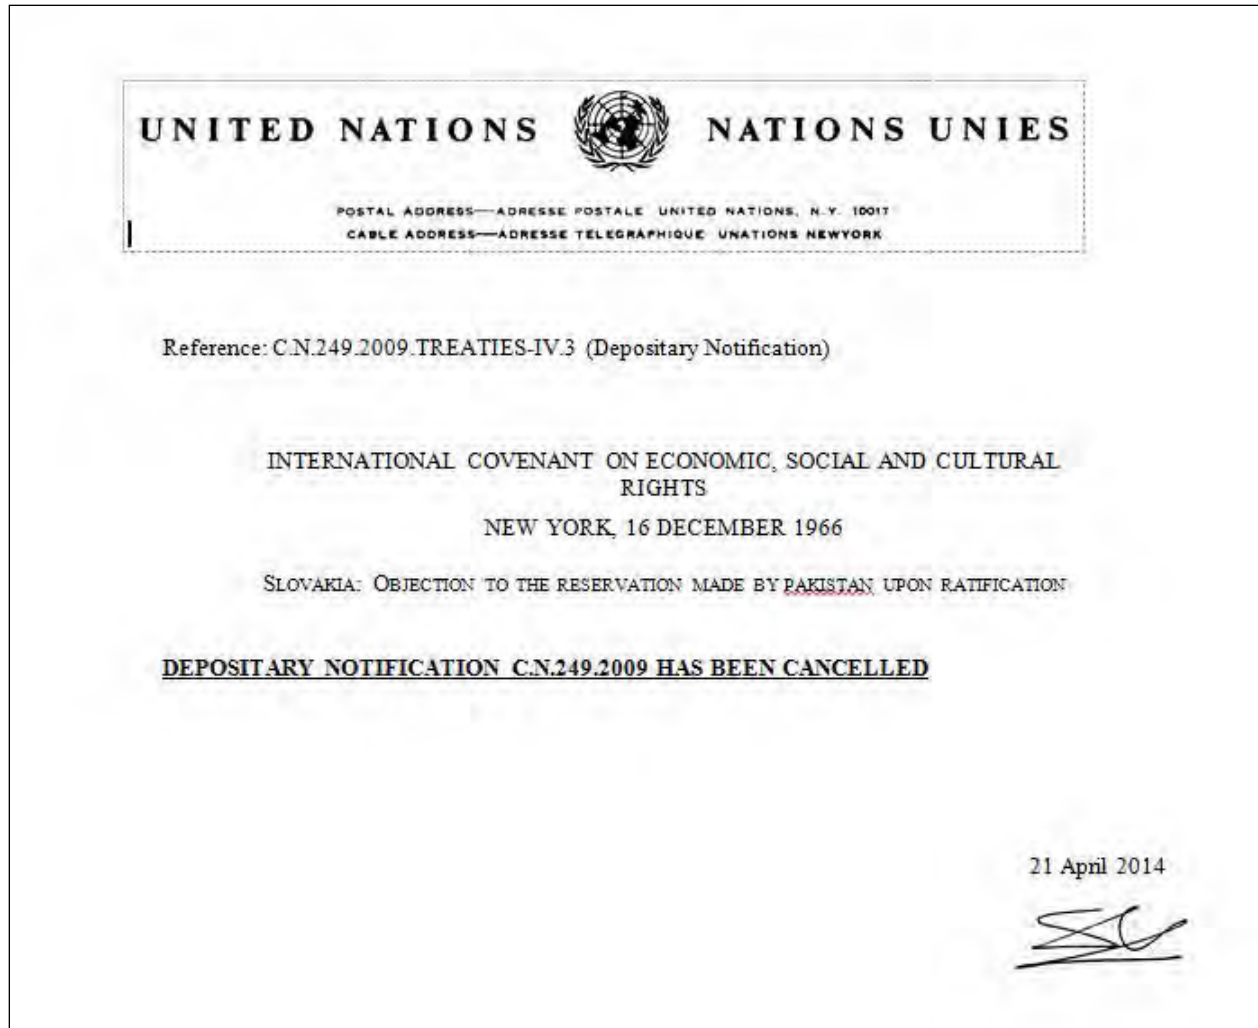 UNITED NATIONS NATIONS UNIES
POSTAL ADDRESS—ADRESSE POSTALE UNITED NATIONS, N.Y. 10017
CABLE ADDRESS—ADRESSE TELEGRAPHIQUE UNATIONS NEWYORK
Reference: C.N.249.2009.TREATIES-IV.3 (Depositary Notification)
INTERNATIONAL COVENANT ON ECONOMIC, SOCIAL AND CULTURAL
RIGHTS
NEW YORK, 16 DECEMBER 1966
SLOVAKIA: OBJECTION TO THE RESERVATION MADE BY PAKISTAN UPON RATIFICATION
DEPOSITARY NOTIFICATION C.N.249.2009 HAS BEEN CANCELLED
21 April 2014